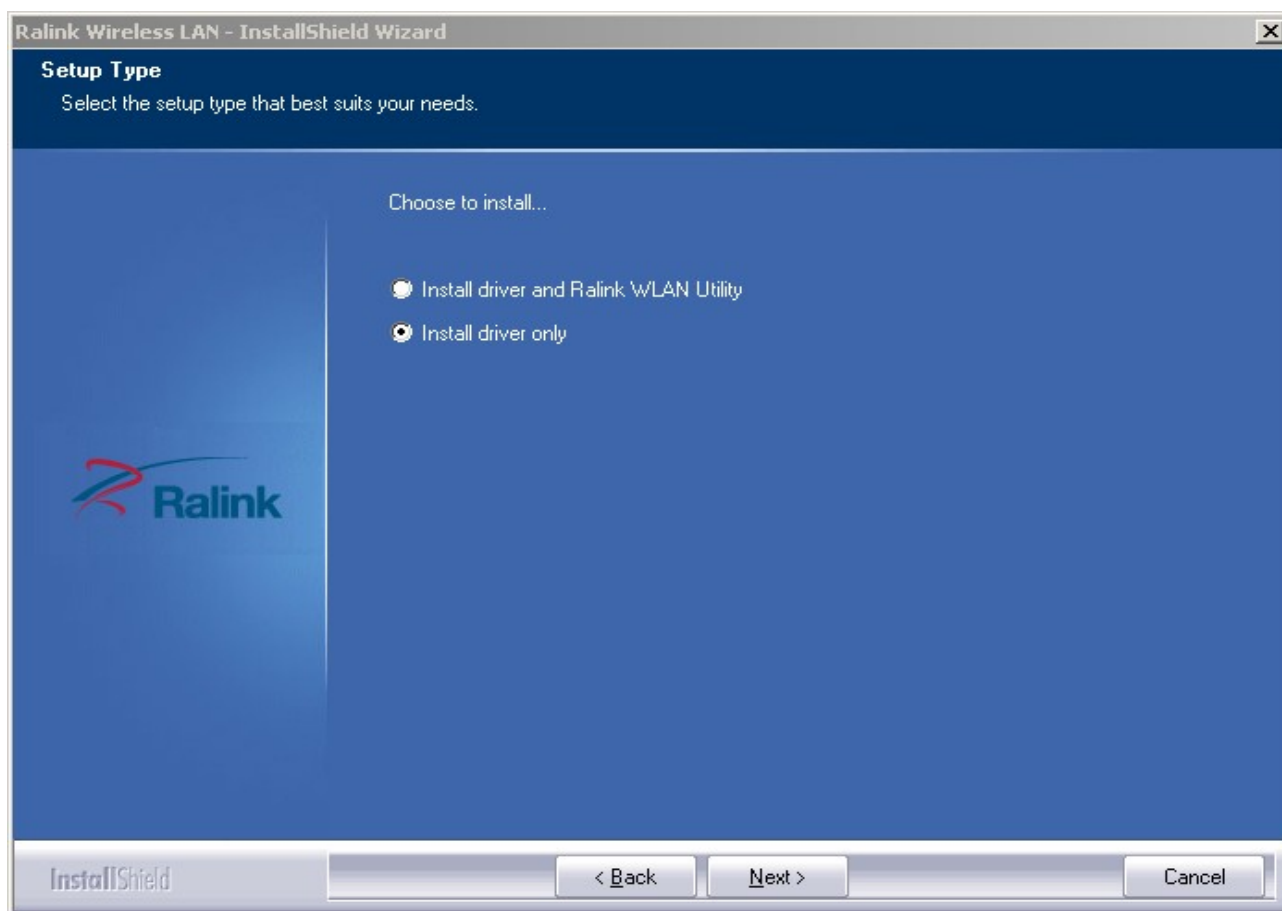 Ralink Wireless LAN - InstallShield Wizard
Setup Type
Select the setup type that best suits your needs.
Choose to install...
Install driver and Ralink WLAN Utility
Install driver only
Ralink
InstallShield
< Back
Next >
Cancel